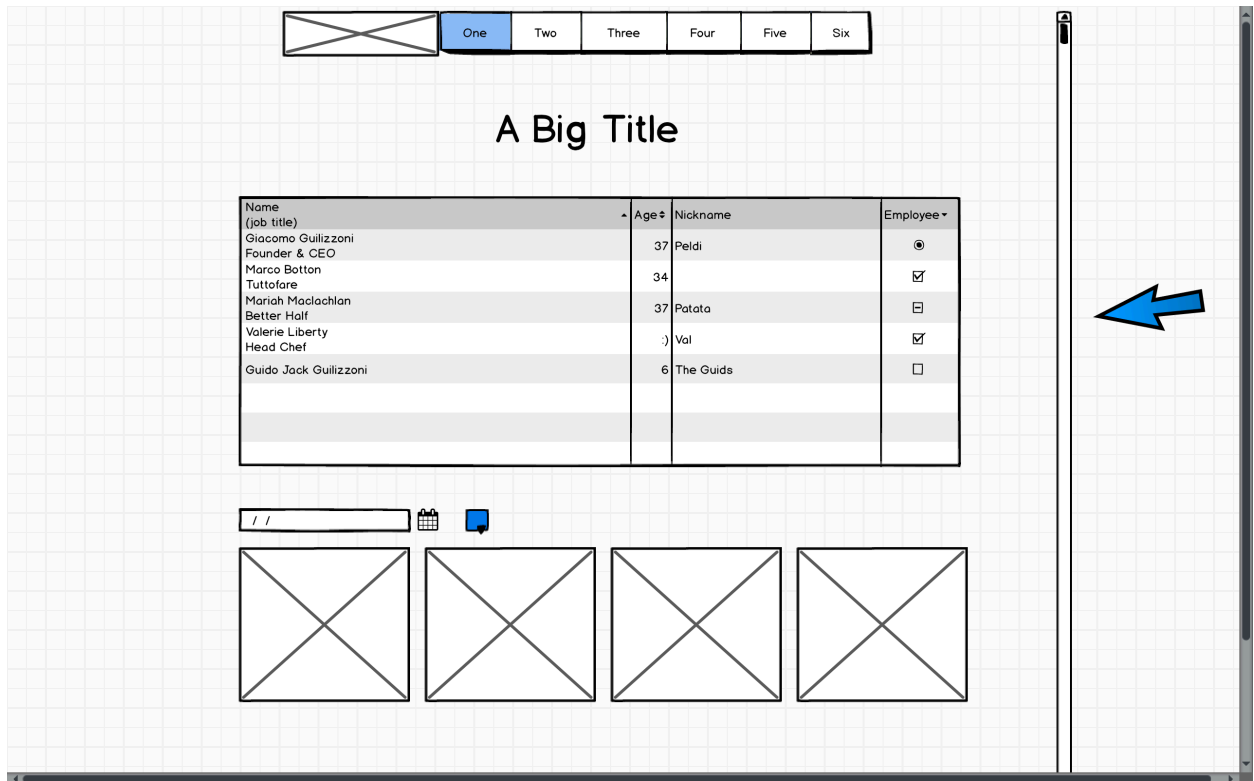 One Two Three Four Five Six
A Big Title
Name
(job title)
Age Nickname Employee
Giacomo Guilizzoni
Founder & CEO
37 Peldi
Marco Botton
Tuttofare
34
Mariah Maclachlan
Better Half
37 Patata
Valerie Liberty
Head Chef
:) Val
Guido Jack Guilizzoni 6 The Guids
/ /